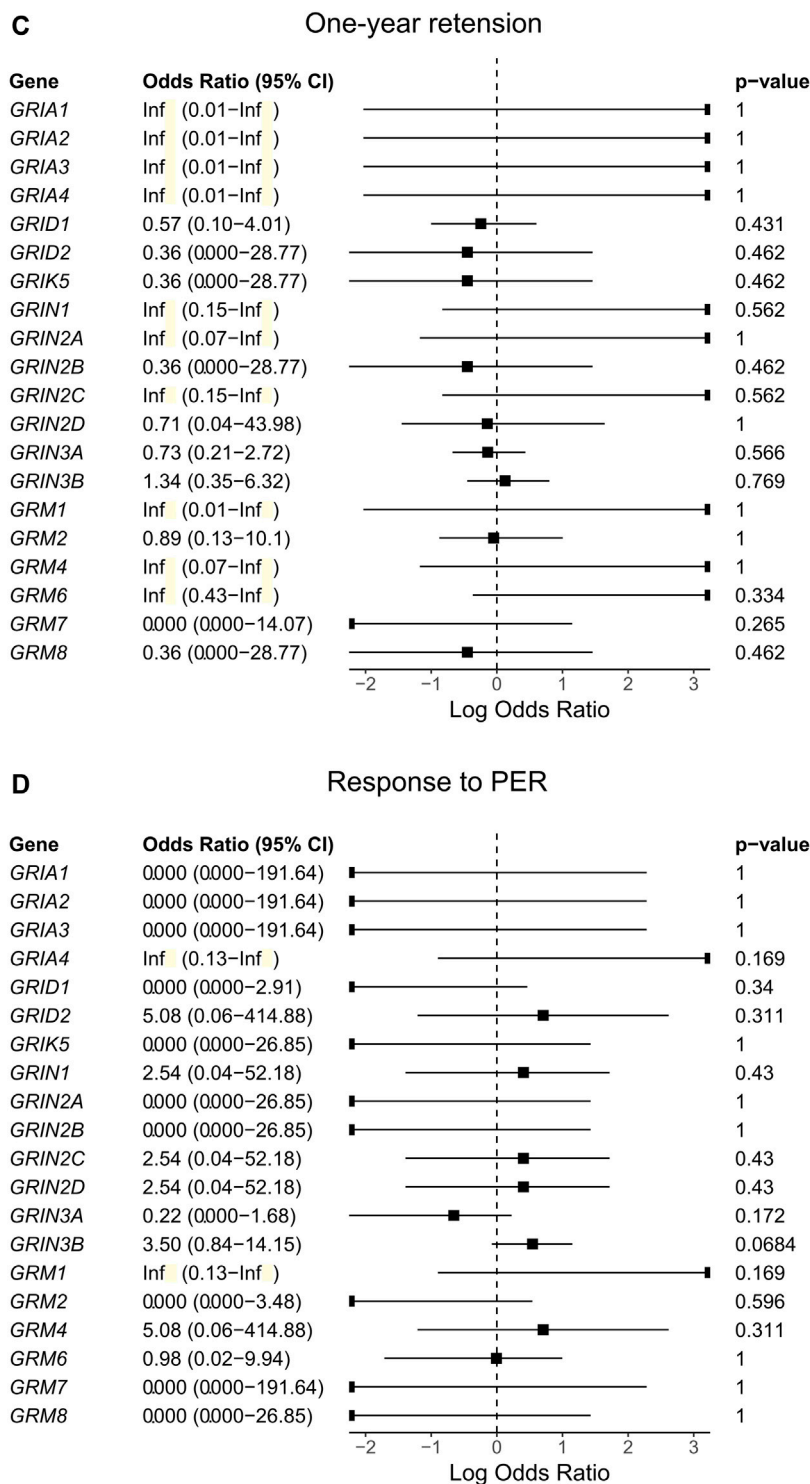 C
One-year retension
Gene Odds Ratio (95% CI) p−value
GRIA1 Inf (0.01−Inf ) 1
GRIA2 Inf (0.01−Inf ) 1
GRIA3 Inf (0.01−Inf ) 1
GRIA4 Inf (0.01−Inf ) 1
GRID1 0.57 (0.10−4.01) 0.431
GRID2 0.36 (0.000−28.77) 0.462
GRIK5 0.36 (0.000−28.77) 0.462
GRIN1 Inf (0.15−Inf ) 0.562
GRIN2A Inf (0.07−Inf ) 1
GRIN2B 0.36 (0.000−28.77) 0.462
GRIN2C Inf (0.15−Inf ) 0.562
GRIN2D 0.71 (0.04−43.98) 1
GRIN3A 0.73 (0.21−2.72) 0.566
GRIN3B 1.34 (0.35−6.32) 0.769
GRM1 Inf (0.01−Inf ) 1
GRM2 0.89 (0.13−10.1) 1
GRM4 Inf (0.07−Inf ) 1
GRM6 Inf (0.43−Inf ) 0.334
GRM7 0.000 (0.000−14.07) 0.265
GRM8 0.36 (0.000−28.77) 0.462
−2 −1 0 1 2 3
Log Odds Ratio
D
Response to PER
Gene Odds Ratio (95% CI) p−value
GRIA1 0.000 (0.000−191.64) 1
GRIA2 0.000 (0.000−191.64) 1
GRIA3 0.000 (0.000−191.64) 1
GRIA4 Inf (0.13−Inf ) 0.169
GRID1 0.000 (0.000−2.91) 0.34
GRID2 5.08 (0.06−414.88) 0.311
GRIK5 0.000 (0.000−26.85) 1
GRIN1 2.54 (0.04−52.18) 0.43
GRIN2A 0.000 (0.000−26.85) 1
GRIN2B 0.000 (0.000−26.85) 1
GRIN2C 2.54 (0.04−52.18) 0.43
GRIN2D 2.54 (0.04−52.18) 0.43
GRIN3A 0.22 (0.000−1.68) 0.172
GRIN3B 3.50 (0.84−14.15) 0.0684
GRM1 Inf (0.13−Inf ) 0.169
GRM2 0.000 (0.000−3.48) 0.596
GRM4 5.08 (0.06−414.88) 0.311
GRM6 0.98 (0.02−9.94) 1
GRM7 0.000 (0.000−191.64) 1
GRM8 0.000 (0.000−26.85) 1
−2 −1 0 1 2 3
Log Odds Ratio